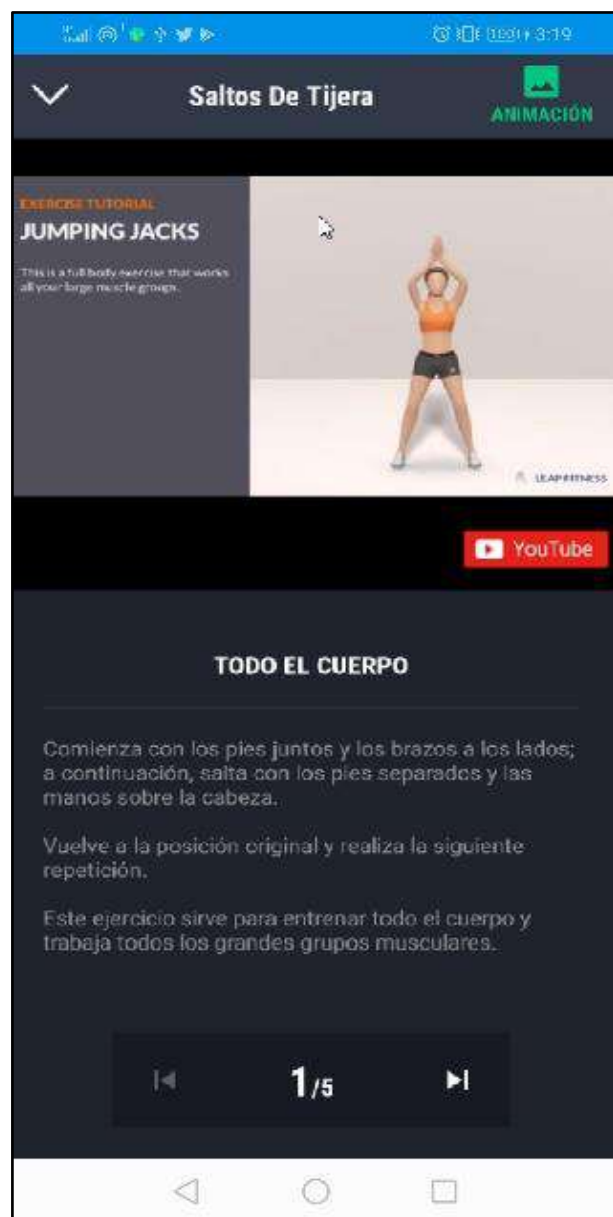 3:19
Saltos De Tijera
ANIMACIÓN
EXERCISE TUTORIAL
JUMPING JACKS
This is a full body exercise that works
all your large muscle groups.
LEAP FITNESS
YouTube
TODO EL CUERPO
Comienza con los pies juntos y los brazos a los lados;
a continuación, salta con los pies separados y las
manos sobre la cabeza.
Vuelve a la posición original y realiza la siguiente
repetición.
Este ejercicio sirve para entrenar todo el cuerpo y
trabaja todos los grandes grupos musculares.
1/5